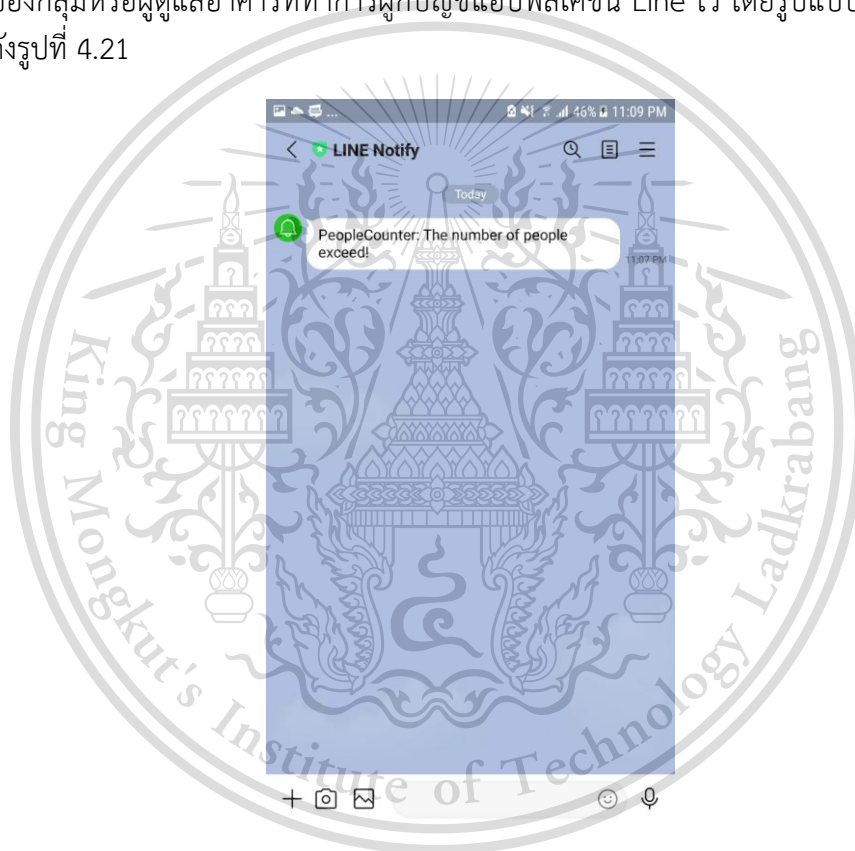 ของกลุ่มหรือผู้ดูแลอาคารที่ทำการผูกบัญชีแอปพลิเคชัน Line ไว้ โดยรูปแบบ
ดังรูปที่ 4.21
... 46% 11:09 PM
LINE Notify
Today
PeopleCounter: The number of people
exceed!
11:07 PM
King Mongkut's Institute of Technology Ladkrabang